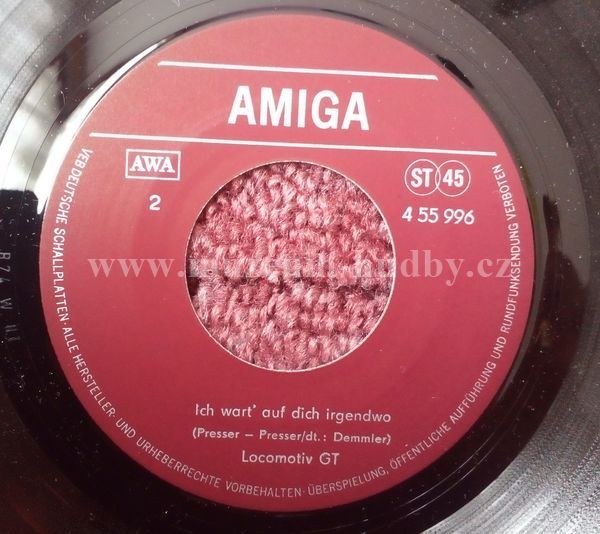 AMIGA
AWA
2
ST 45
4 55 996
Ich wart' auf dich irgendwo
(Presser – Presser/dt.: Demmler)
Locomotiv GT
VEB DEUTSCHE SCHALLPLATTEN · ALLE HERSTELLER- UND URHEBERRECHTE VORBEHALTEN · ÜBERSPIELUNG, ÖFFENTLICHE AUFFÜHRUNG UND RUNDFUNKSENDUNG VERBOTEN